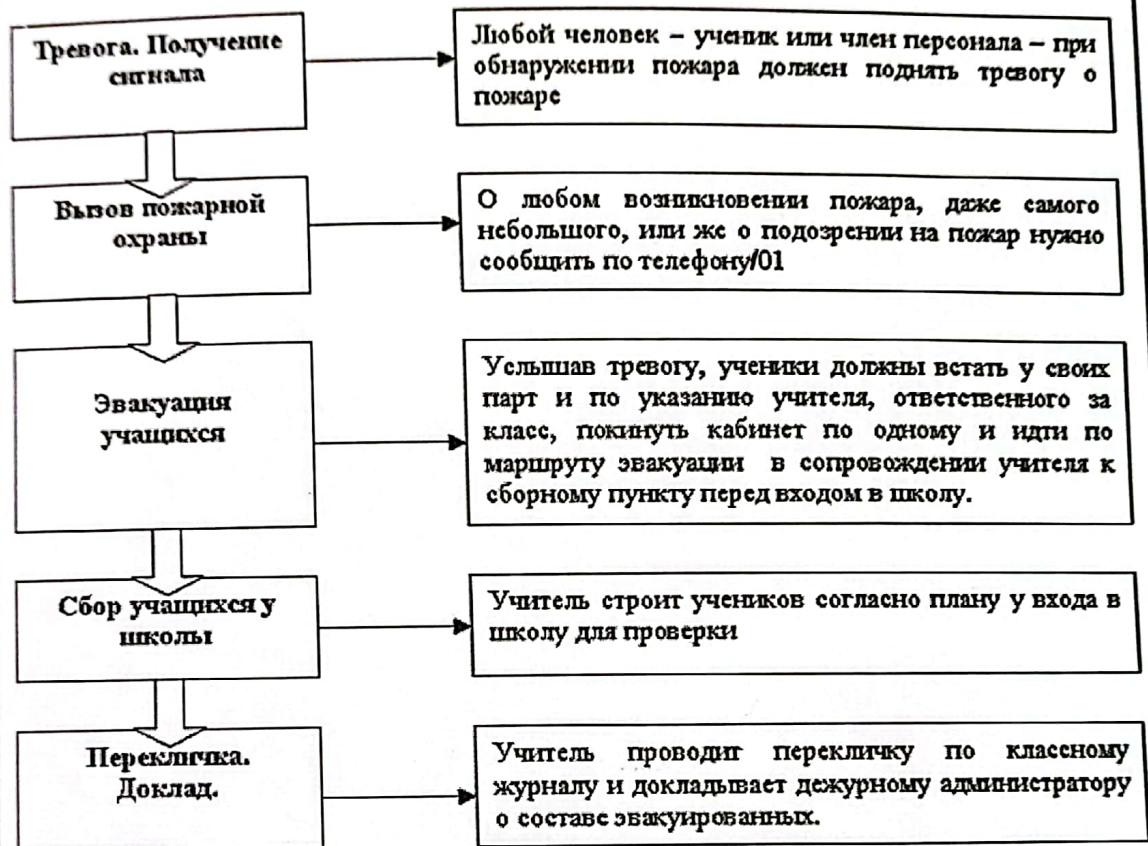 Тревога. Получение
сигнала
Любой человек – ученик или член персонала – при
обнаружении пожара должен поднять тревогу о
пожаре
Вызов пожарной
охраны
О любом возникновении пожара, даже самого
небольшого, или же о подозрении на пожар нужно
сообщить по телефону/01
Эвакуация
учащихся
Услышав тревогу, ученики должны встать у своих
парт и по указанию учителя, ответственного за
класс, покинуть кабинет по одному и идти по
маршруту эвакуации в сопровождении учителя к
сборному пункту перед входом в школу.
Сбор учащихся у
школы
Учитель строит учеников согласно плану у входа в
школу для проверки
Перекличка.
Доклад.
Учитель проводит перекличку по классному
журналу и докладывает дежурному администратору
о составе эвакуированных.